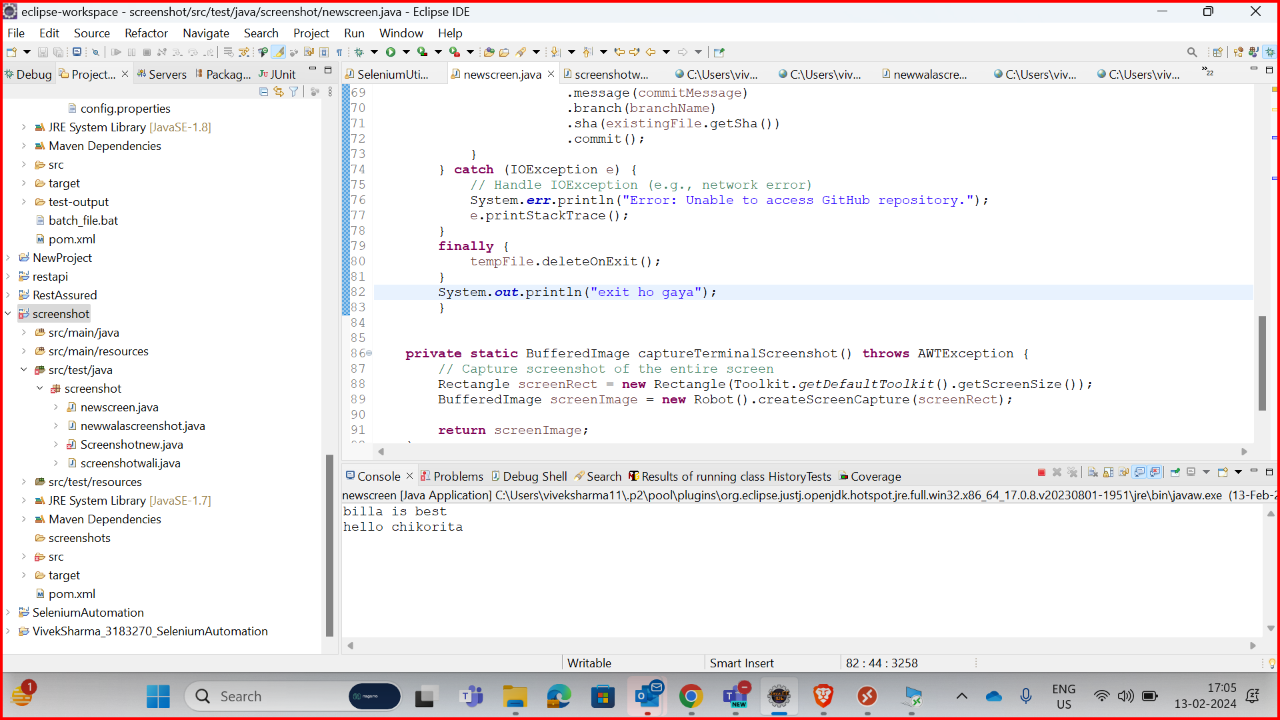 eclipse-workspace - screenshot/src/test/java/screenshot/newscreen.java - Eclipse IDE
File Edit Source Refactor Navigate Search Project Run Window Help
Debug Project... Servers Packag... JUnit
SeleniumUti... newscreen.java screenshotw... C:\Users\viv... C:\Users\viv... newwalascre... C:\Users\viv... C:\Users\viv... »22
config.properties
JRE System Library [JavaSE-1.8]
Maven Dependencies
src
target
test-output
batch_file.bat
pom.xml
NewProject
restapi
RestAssured
screenshot
src/main/java
src/main/resources
src/test/java
screenshot
newscreen.java
newwalascreenshot.java
Screenshotnew.java
screenshotwali.java
src/test/resources
JRE System Library [JavaSE-1.7]
Maven Dependencies
screenshots
src
target
pom.xml
SeleniumAutomation
VivekSharma_3183270_SeleniumAutomation
69 .message(commitMessage)
70 .branch(branchName)
71 .sha(existingFile.getSha())
72 .commit();
73 }
74 } catch (IOException e) {
75 // Handle IOException (e.g., network error)
76 System.err.println("Error: Unable to access GitHub repository.");
77 e.printStackTrace();
78 }
79 finally {
80 tempFile.deleteOnExit();
81 }
82 System.out.println("exit ho gaya");
83 }
84
85
86 private static BufferedImage captureTerminalScreenshot() throws AWTException {
87 // Capture screenshot of the entire screen
88 Rectangle screenRect = new Rectangle(Toolkit.getDefaultToolkit().getScreenSize());
89 BufferedImage screenImage = new Robot().createScreenCapture(screenRect);
90
91 return screenImage;
Console Problems Debug Shell Search Results of running class HistoryTests Coverage
newscreen [Java Application] C:\Users\viveksharma11\.p2\pool\plugins\org.eclipse.justj.openjdk.hotspot.jre.full.win32.x86_64_17.0.8.v20230801-1951\jre\bin\javaw.exe (13-Feb-2
billa is best
hello chikorita
Writable Smart Insert 82 : 44 : 3258
1
Search
NEW
ENG
US
17:05
13-02-2024